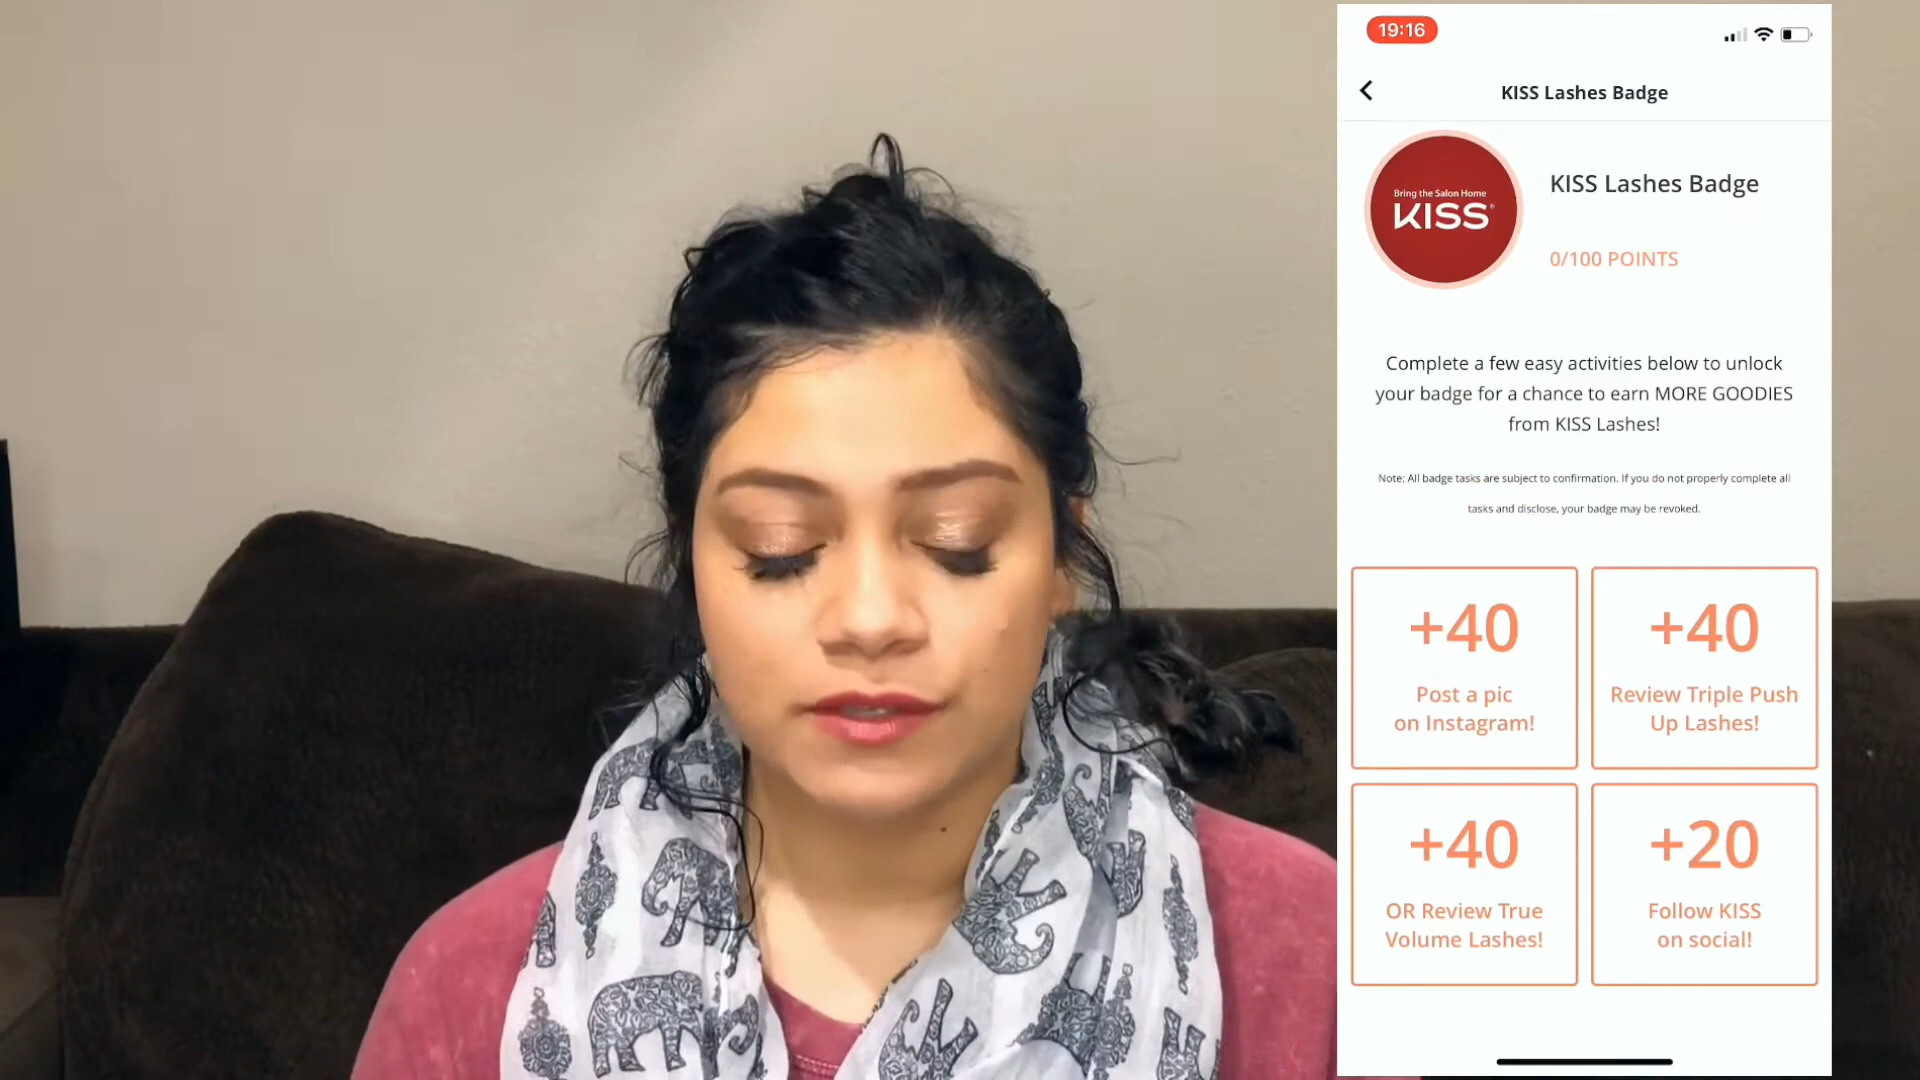 19:16
KISS Lashes Badge
Bring the Salon Home
KISS®
KISS Lashes Badge
0/100 POINTS
Complete a few easy activities below to unlock
your badge for a chance to earn MORE GOODIES
from KISS Lashes!
Note: All badge tasks are subject to confirmation. If you do not properly complete all
tasks and disclose, your badge may be revoked.
+40
Post a pic
on Instagram!
+40
Review Triple Push
Up Lashes!
+40
OR Review True
Volume Lashes!
+20
Follow KISS
on social!